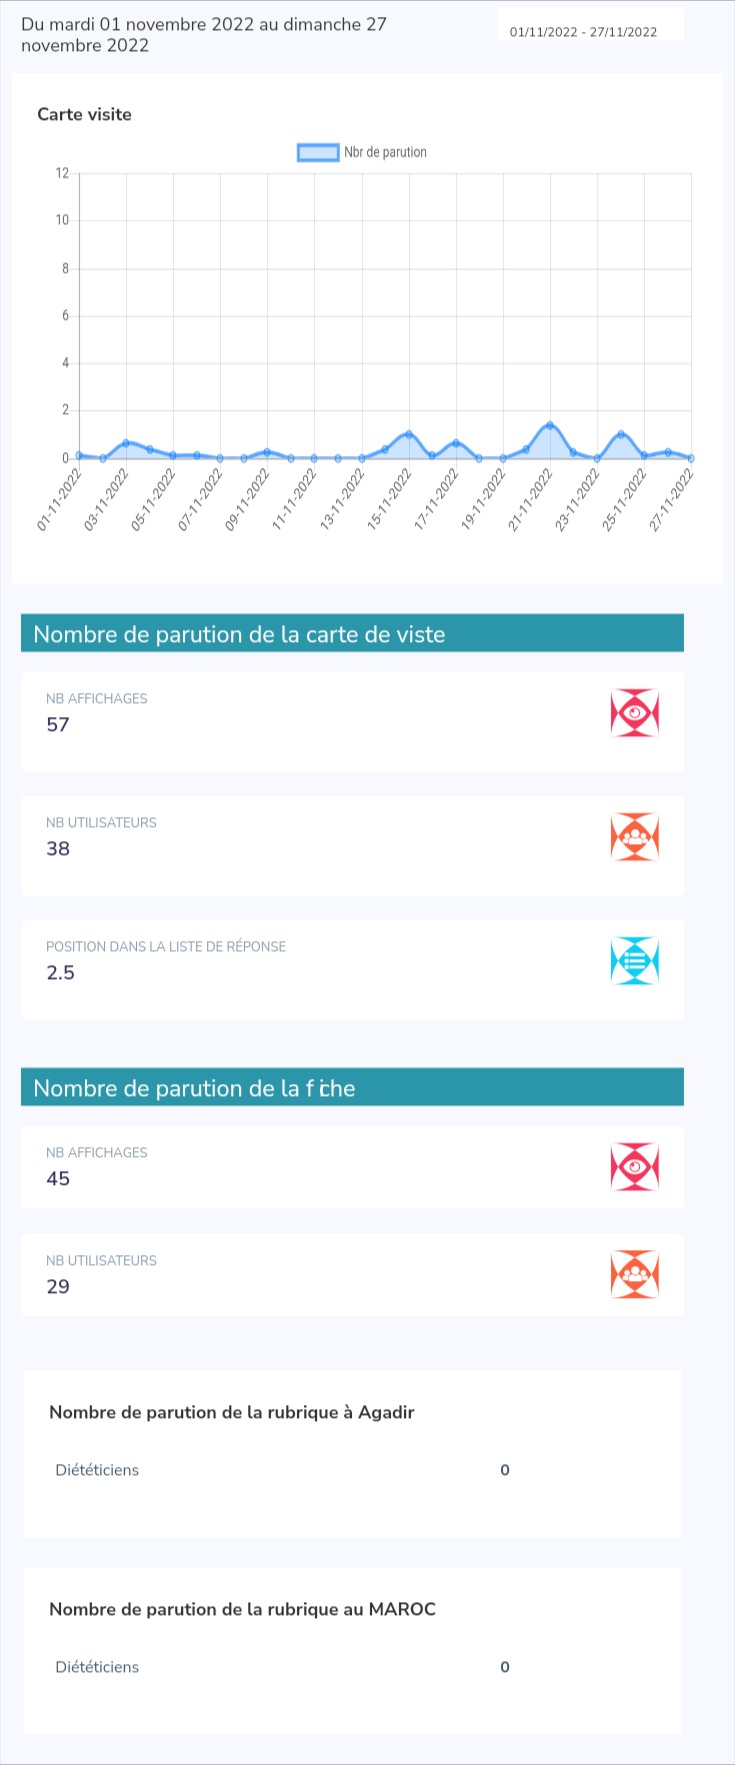 Du mardi 01 novembre 2022 au dimanche 27
novembre 2022
01/11/2022 - 27/11/2022
Carte visite
Nbr de parution
12
10
8
6
4
2
0
01-11-2022
03-11-2022
05-11-2022
07-11-2022
09-11-2022
11-11-2022
13-11-2022
15-11-2022
17-11-2022
19-11-2022
21-11-2022
23-11-2022
25-11-2022
27-11-2022
Nombre de parution de la carte de viste
NB AFFICHAGES
57
NB UTILISATEURS
38
POSITION DANS LA LISTE DE RÉPONSE
2.5
Nombre de parution de la fiche
NB AFFICHAGES
45
NB UTILISATEURS
29
Nombre de parution de la rubrique à Agadir
Diététiciens 0
Nombre de parution de la rubrique au MAROC
Diététiciens 0